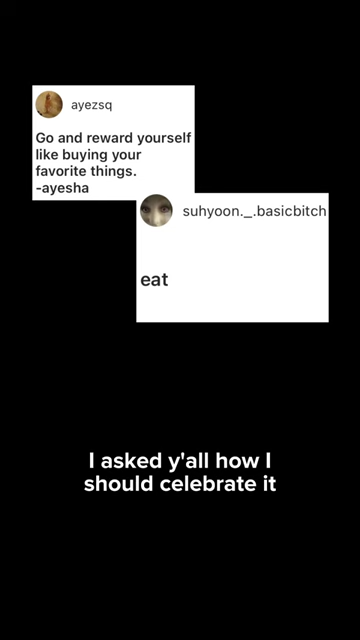 ayezsq
Go and reward yourself
like buying your
favorite things.
-ayesha
suhyoon._.basicbitch
eat
I asked y'all how I
should celebrate it